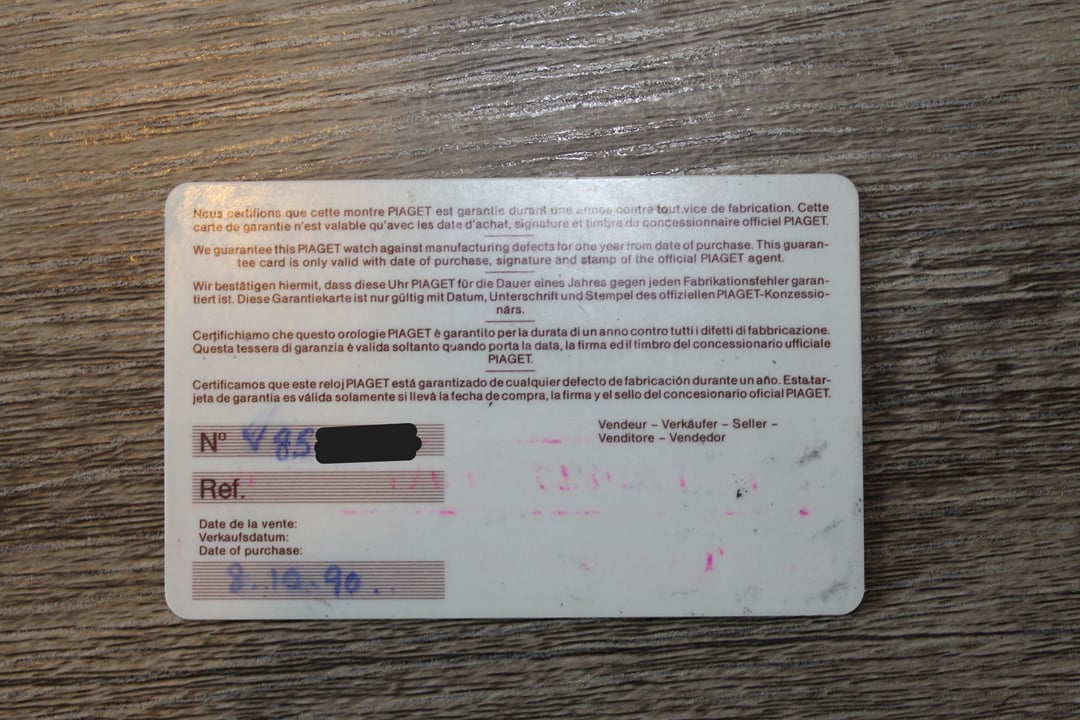 Nous certifions que cette montre PIAGET est garantie durant une année contre tout vice de fabrication. Cette
carte de garantie n'est valable qu'avec les date d'achat, signature et timbre du concessionnaire officiel PIAGET.
We guarantee this PIAGET watch against manufacturing defects for one year from date of purchase. This guaran-
tee card is only valid with date of purchase, signature and stamp of the official PIAGET agent.
Wir bestätigen hiermit, dass diese Uhr PIAGET für die Dauer eines Jahres gegen jeden Fabrikationsfehler garan-
tiert ist. Diese Garantiekarte ist nur gültig mit Datum, Unterschrift und Stempel des offiziellen PIAGET-Konzessio-
närs.
Certifichiamo che questo orologie PIAGET è garantito per la durata di un anno contro tutti i difetti di fabbricazione.
Questa tessera di garanzia è valida soltanto quando porta la data, la firma ed il timbro del concessionario ufficiale
PIAGET.
Certificamos que este reloj PIAGET está garantizado de cualquier defecto de fabricación durante un año. Esta tar-
jeta de garantia es válida solamente si llevà la fecha de compra, la firma y el sello del concesionario oficial PIAGET.
Nº 85
Vendeur – Verkäufer – Seller –
Venditore – Vendedor
Ref.
Date de la vente:
Verkaufsdatum:
Date of purchase:
8.10.90.